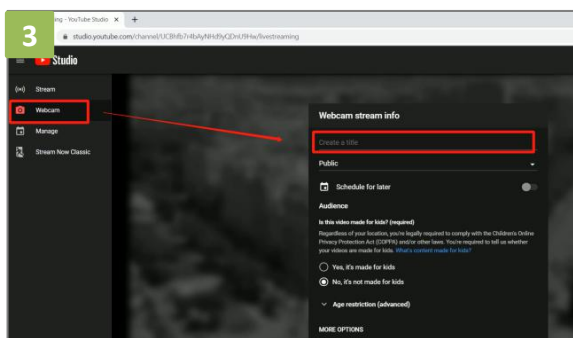 3
ng - YouTube Studio
studio.youtube.com/channel/UCBhfb7r4bAyNHd9yQDnU9Hw/livestreaming
Studio
Stream
Webcam
Manage
Stream Now Classic
Webcam stream info
Create a title
Public
Schedule for later
Audience
Is this video made for kids? (required)
Regardless of your location, you're legally required to comply with the Children's Online
Privacy Protection Act (COPPA) and/or other laws. You're required to tell us whether
your videos are made for kids. What's content made for kids?
Yes, it's made for kids
No, it's not made for kids
Age restriction (advanced)
MORE OPTIONS